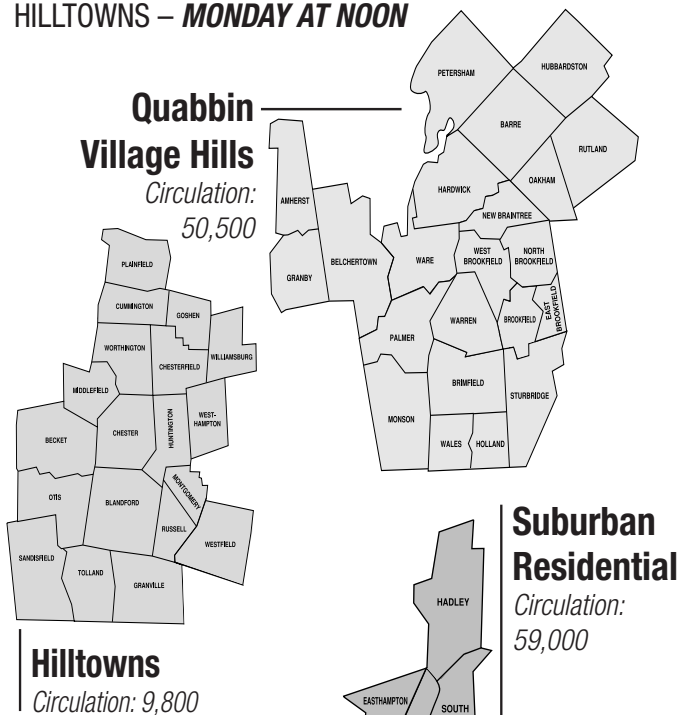 HILLTOWNS – MONDAY AT NOON
Quabbin
Village Hills
Circulation:
50,500
PETERSHAM
HUBBARDSTON
BARRE
RUTLAND
HARDWICK
OAKHAM
NEW BRAINTREE
AMHERST
BELCHERTOWN
GRANBY
WARE
WEST
BROOKFIELD
NORTH
BROOKFIELD
PALMER
WARREN
BROOKFIELD
EAST
BROOKFIELD
MONSON
BRIMFIELD
STURBRIDGE
WALES
HOLLAND
PLAINFIELD
CUMMINGTON
GOSHEN
WORTHINGTON
CHESTERFIELD
WILLIAMSBURG
MIDDLEFIELD
BECKET
CHESTER
HUNTINGTON
WEST-
HAMPTON
OTIS
BLANDFORD
MONTGOMERY
RUSSELL
WESTFIELD
SANDISFIELD
TOLLAND
GRANVILLE
Hilltowns
Circulation: 9,800
Suburban
Residential
Circulation:
59,000
HADLEY
EASTHAMPTON
SOUTH